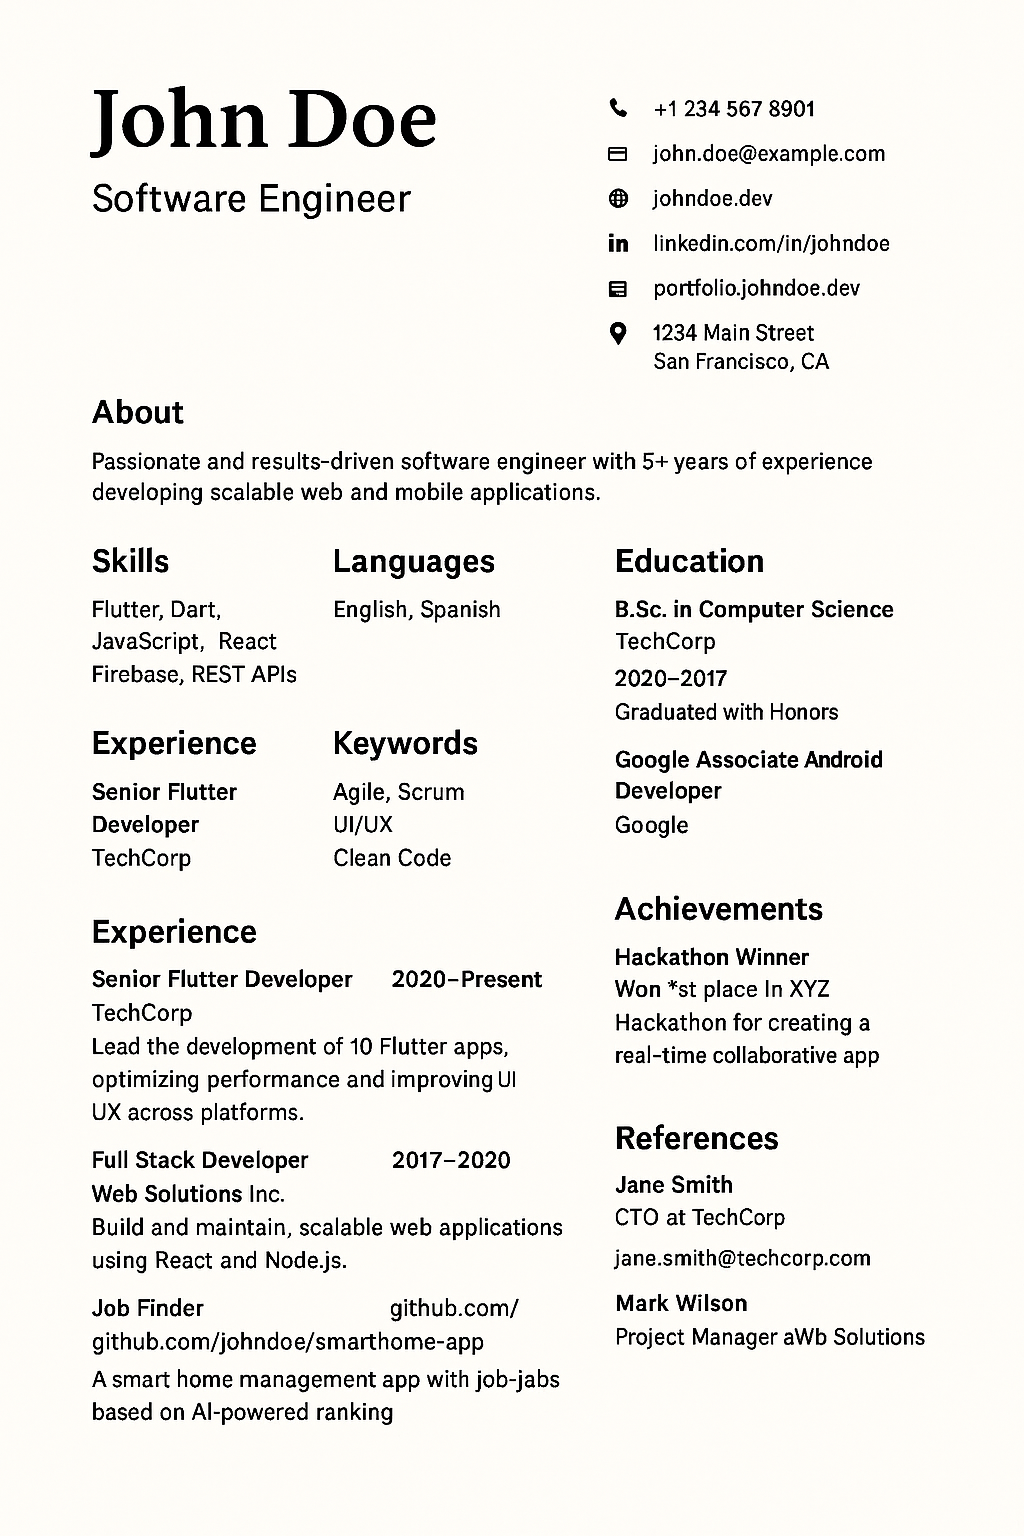 John Doe
Software Engineer
+1 234 567 8901
john.doe@example.com
johndoe.dev
linkedin.com/in/johndoe
portfolio.johndoe.dev
1234 Main Street
San Francisco, CA
About
Passionate and results-driven software engineer with 5+ years of experience
developing scalable web and mobile applications.
Skills
Flutter, Dart,
JavaScript, React
Firebase, REST APIs
Languages
English, Spanish
Experience
Senior Flutter
Developer
TechCorp
Keywords
Agile, Scrum
UI/UX
Clean Code
Experience
Senior Flutter Developer 2020–Present
TechCorp
Lead the development of 10 Flutter apps,
optimizing performance and improving UI
UX across platforms.
Full Stack Developer 2017–2020
Web Solutions Inc.
Build and maintain, scalable web applications
using React and Node.js.
Job Finder github.com/
github.com/johndoe/smarthome-app
A smart home management app with job-jabs
based on AI-powered ranking
Education
B.Sc. in Computer Science
TechCorp
2020–2017
Graduated with Honors
Google Associate Android
Developer
Google
Achievements
Hackathon Winner
Won *st place In XYZ
Hackathon for creating a
real-time collaborative app
References
Jane Smith
CTO at TechCorp
jane.smith@techcorp.com
Mark Wilson
Project Manager aWb Solutions